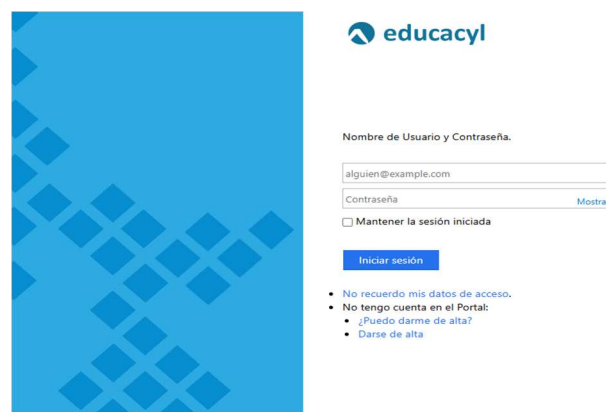 educacyl
Nombre de Usuario y Contraseña.
alguien@example.com
Contraseña
Mostra
Mantener la sesión iniciada
Iniciar sesión
No recuerdo mis datos de acceso.
No tengo cuenta en el Portal:
¿Puedo darme de alta?
Darse de alta